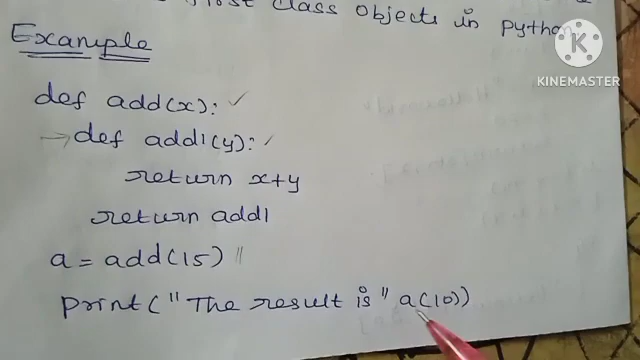 class objects in python
Example
K
KINEMASTER
def add(x):
def add1(y):
return x+y
return add1
a = add(15)
print("The result is" a(10))